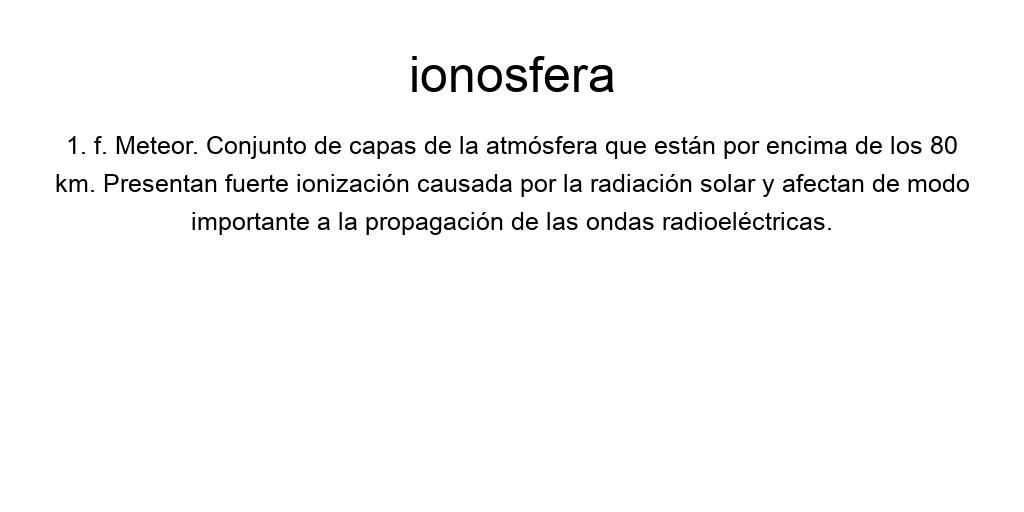 ionosfera
1. f. Meteor. Conjunto de capas de la atmósfera que están por encima de los 80
km. Presentan fuerte ionización causada por la radiación solar y afectan de modo
importante a la propagación de las ondas radioeléctricas.